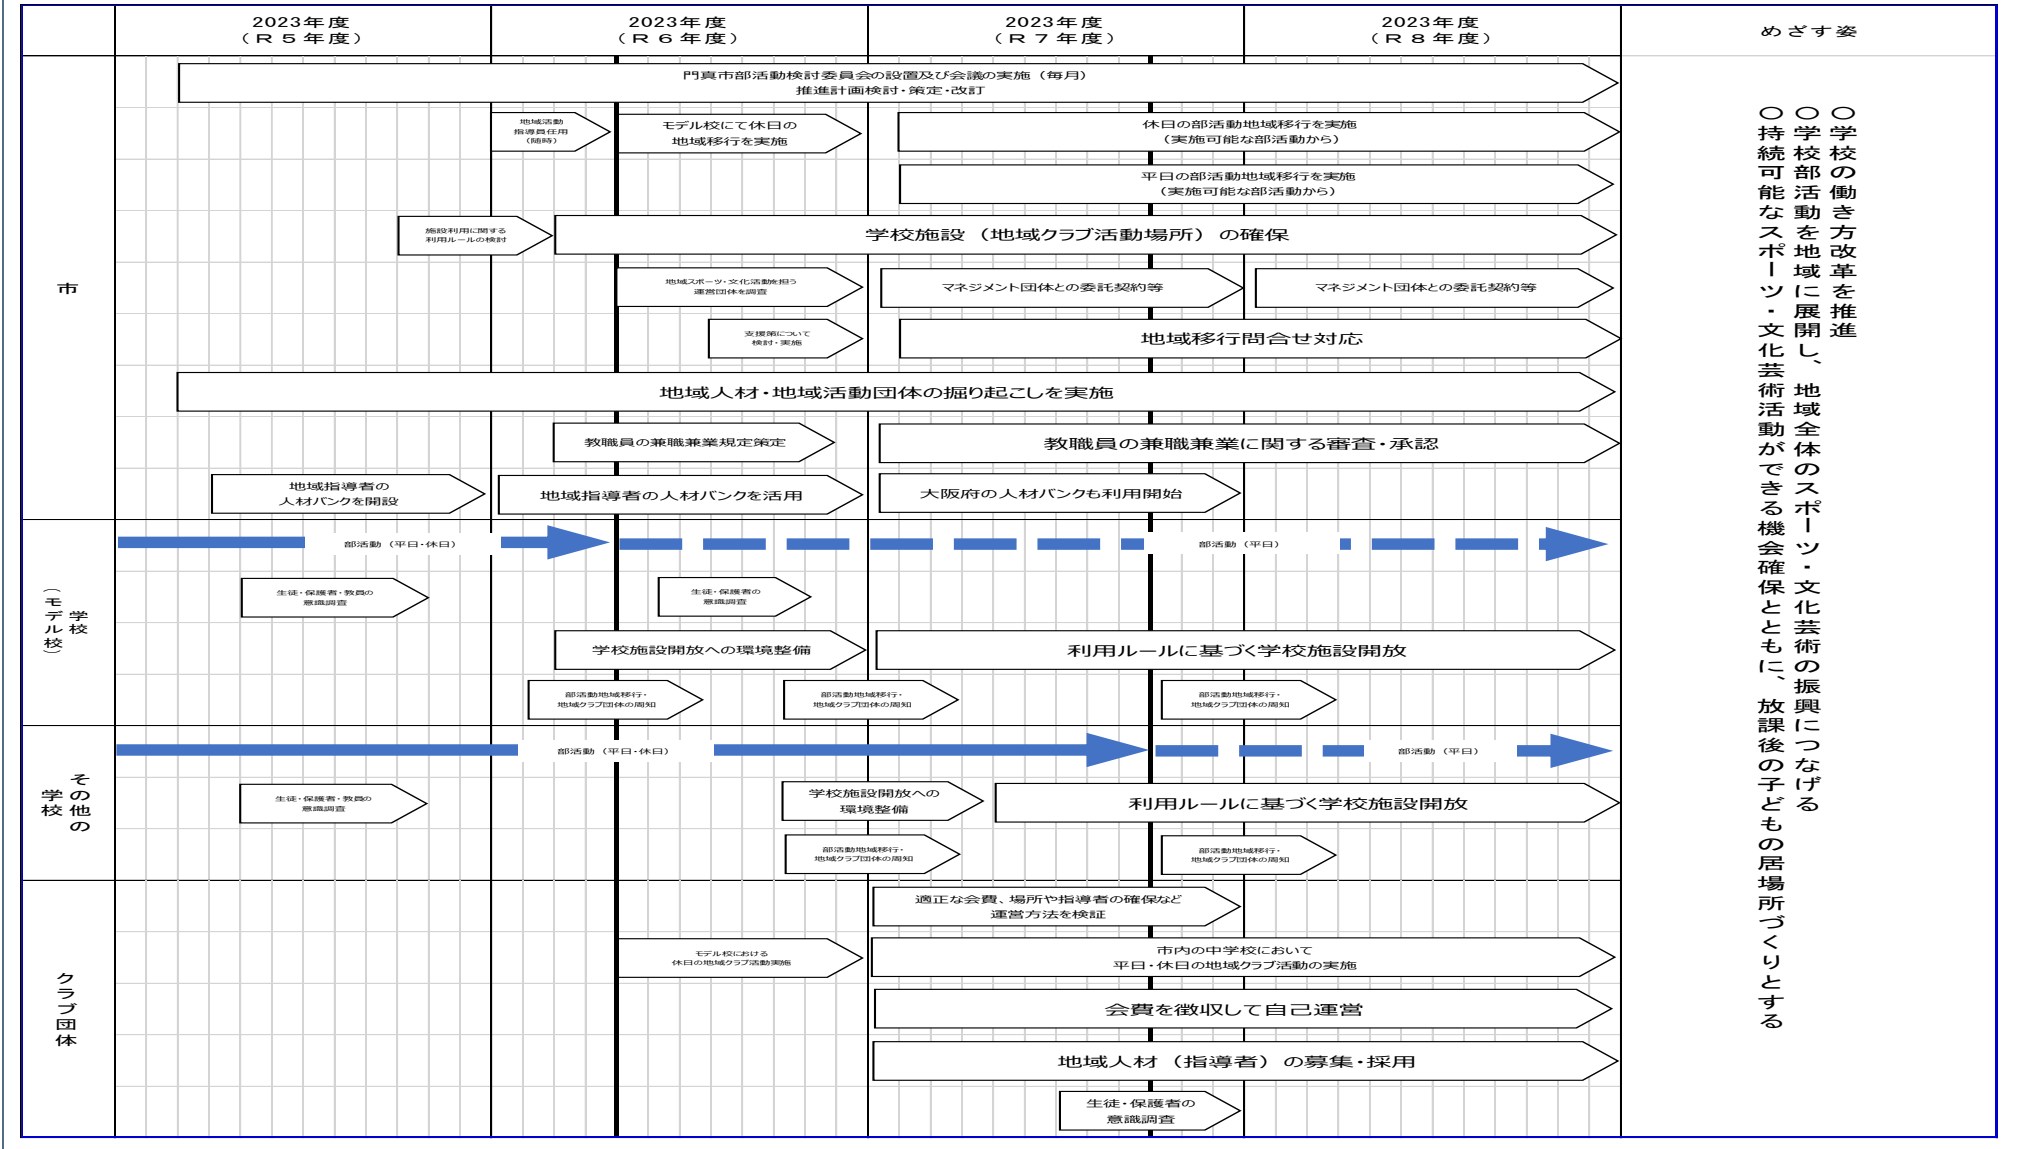 2023年度
（Ｒ５年度）
2023年度
（Ｒ６年度）
2023年度
（Ｒ７年度）
2023年度
（Ｒ８年度）
めざす姿
市
門真市部活動検討委員会の設置及び会議の実施（毎月）
推進計画検討・策定・改訂
地域活動
指導員任用
（随時）
モデル校にて休日の
地域移行を実施
休日の部活動地域移行を実施
（実施可能な部活動から）
平日の部活動地域移行を実施
（実施可能な部活動から）
施設利用に関する
利用ルールの検討
学校施設（地域クラブ活動場所）の確保
地域スポーツ・文化活動を担う
運営団体を調査
マネジメント団体との委託契約等
マネジメント団体との委託契約等
支援策について
検討・実施
地域移行問合せ対応
地域人材・地域活動団体の掘り起こしを実施
教職員の兼職兼業規定策定
教職員の兼職兼業に関する審査・承認
地域指導者の
人材バンクを開設
地域指導者の人材バンクを活用
大阪府の人材バンクも利用開始
学校
（モデル校）
部活動（平日・休日）
部活動（平日）
生徒・保護者・教員の
意識調査
生徒・保護者の
意識調査
学校施設開放への環境整備
利用ルールに基づく学校施設開放
部活動地域移行・
地域クラブ団体の周知
部活動地域移行・
地域クラブ団体の周知
部活動地域移行・
地域クラブ団体の周知
その他の
学校
部活動（平日・休日）
部活動（平日）
生徒・保護者・教員の
意識調査
学校施設開放への
環境整備
利用ルールに基づく学校施設開放
部活動地域移行・
地域クラブ団体の周知
部活動地域移行・
地域クラブ団体の周知
クラブ団体
適正な会費、場所や指導者の確保など
運営方法を検証
モデル校における
休日の地域クラブ活動実施
市内の中学校において
平日・休日の地域クラブ活動の実施
会費を徴収して自己運営
地域人材（指導者）の募集・採用
生徒・保護者の
意識調査
〇学校の働き方改革を推進
〇学校部活動を地域に展開し、地域全体のスポーツ・文化芸術の振興につなげる
〇持続可能なスポーツ・文化芸術活動ができる機会確保とともに、放課後の子どもの居場所づくりとする